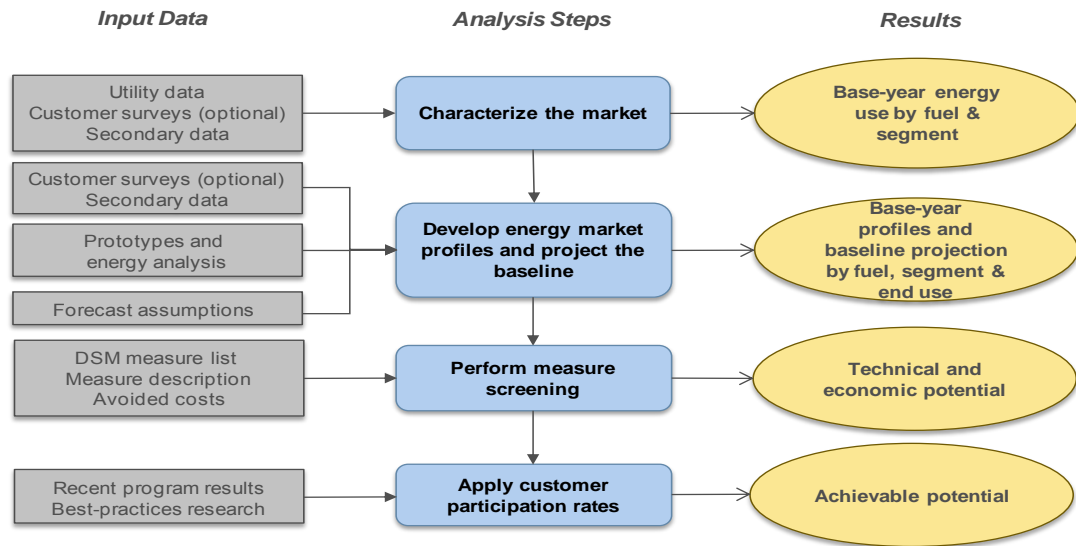 Input Data
Analysis Steps
Results
Utility data
Customer surveys (optional)
Secondary data
Characterize the market
Base-year energy
use by fuel &
segment
Customer surveys (optional)
Secondary data
Prototypes and
energy analysis
Forecast assumptions
Develop energy market
profiles and project the
baseline
Base-year
profiles and
baseline projection
by fuel, segment &
end use
DSM measure list
Measure description
Avoided costs
Perform measure
screening
Technical and
economic potential
Recent program results
Best-practices research
Apply customer
participation rates
Achievable potential